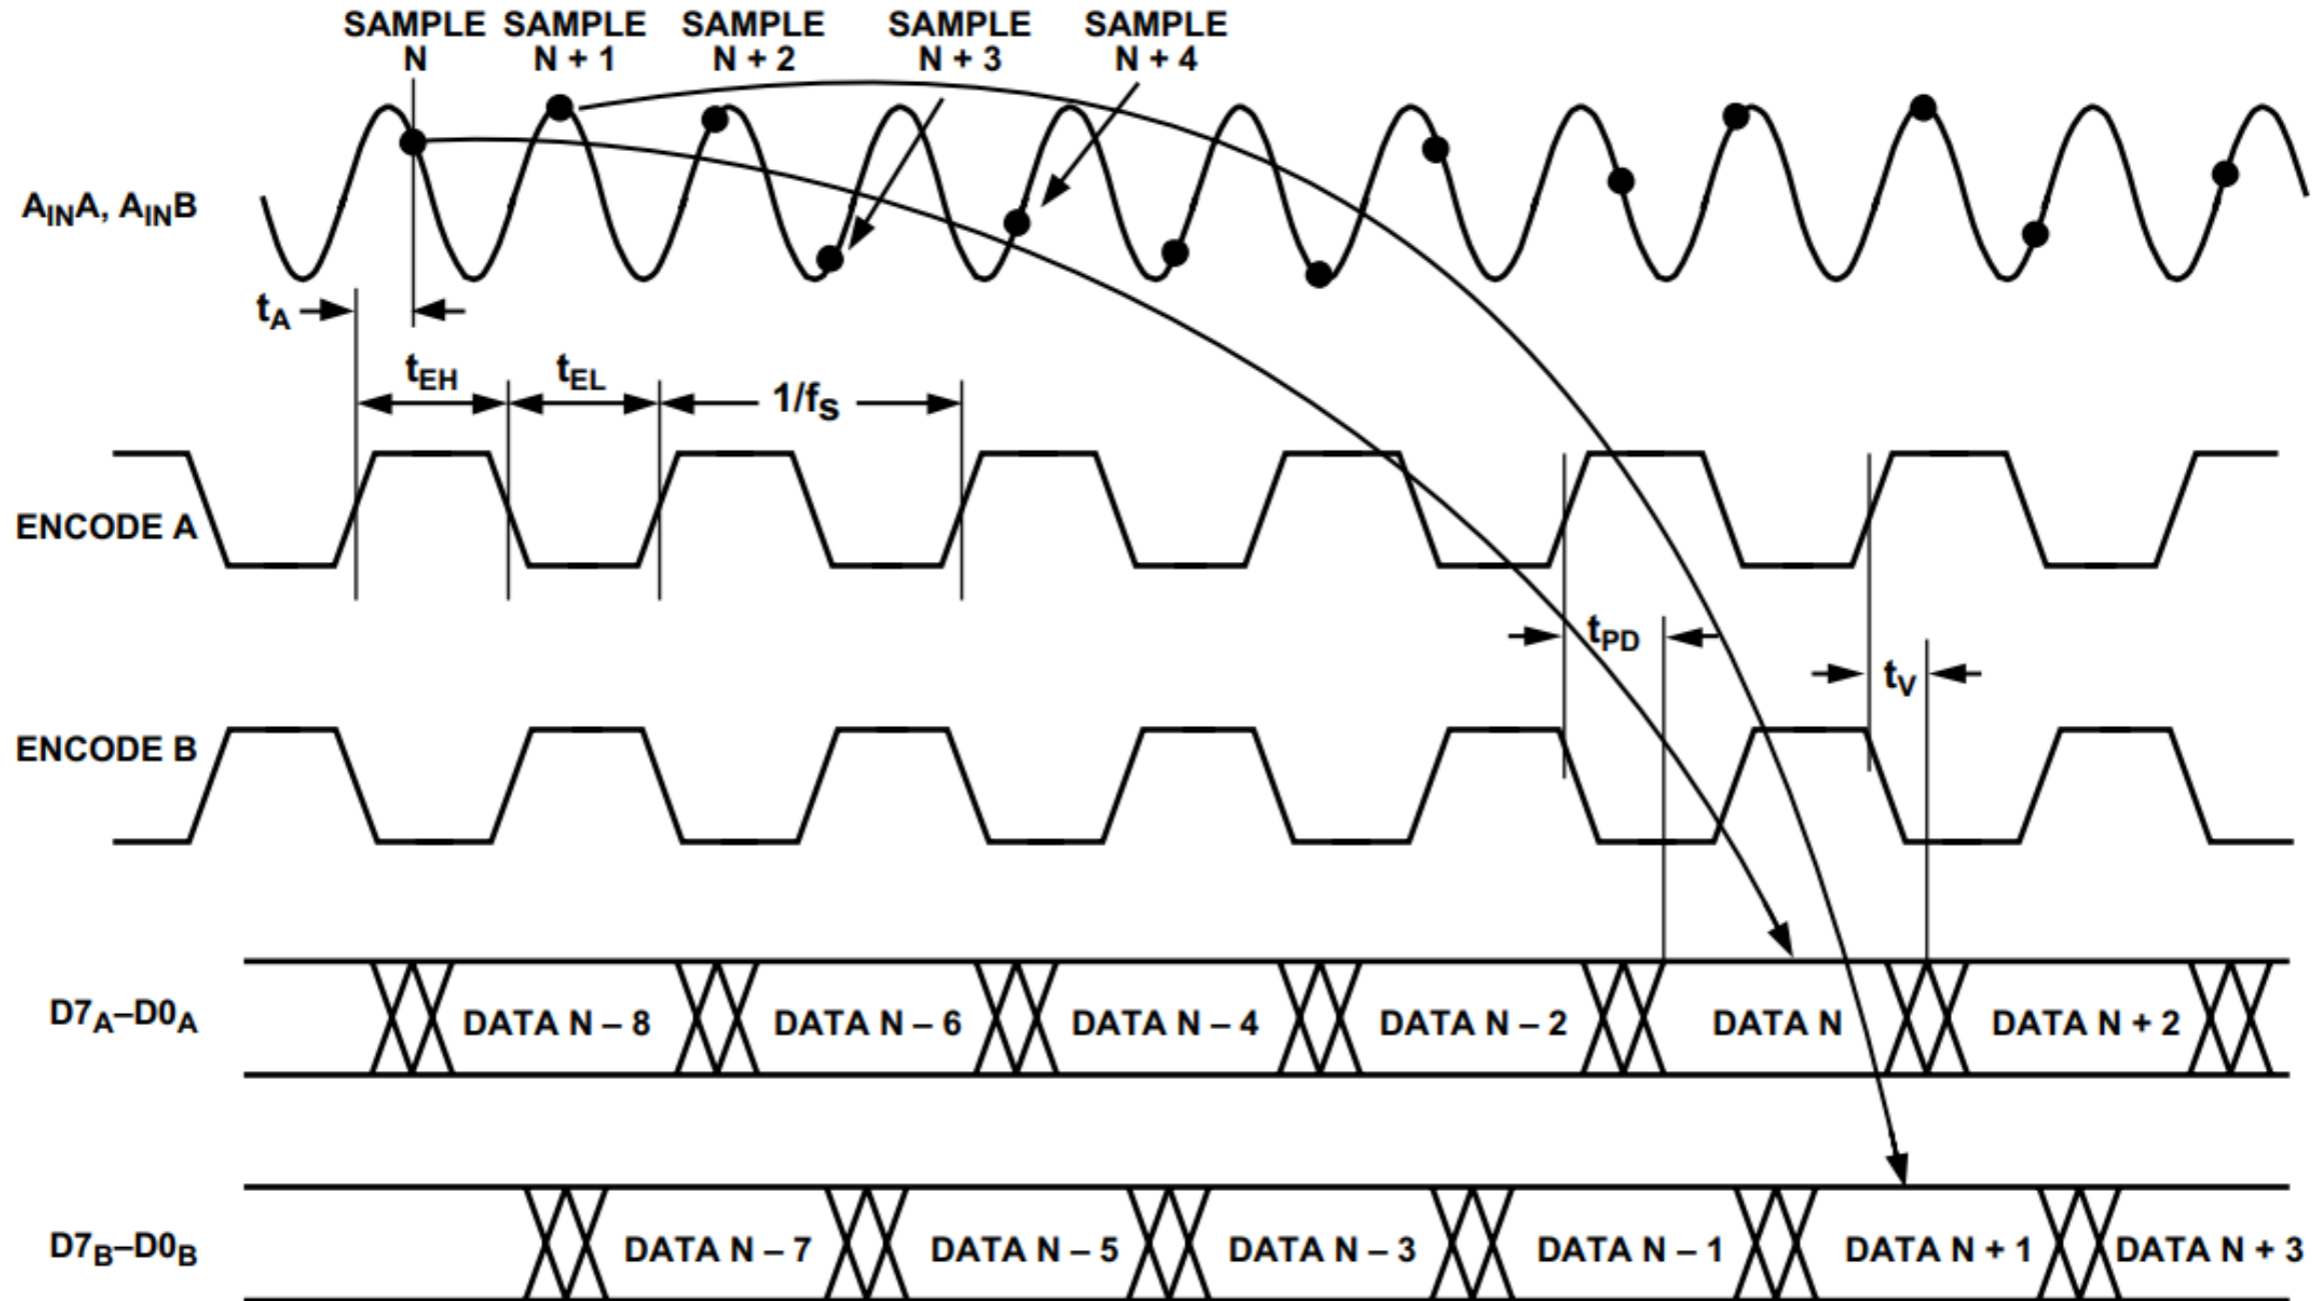 SAMPLE N
SAMPLE N + 1
SAMPLE N + 2
SAMPLE N + 3
SAMPLE N + 4
AINA, AINB
tA
tEH
tEL
1/fS
ENCODE A
tPD
tV
ENCODE B
D7A–D0A
DATA N – 8
DATA N – 6
DATA N – 4
DATA N – 2
DATA N
DATA N + 2
D7B–D0B
DATA N – 7
DATA N – 5
DATA N – 3
DATA N – 1
DATA N + 1
DATA N + 3